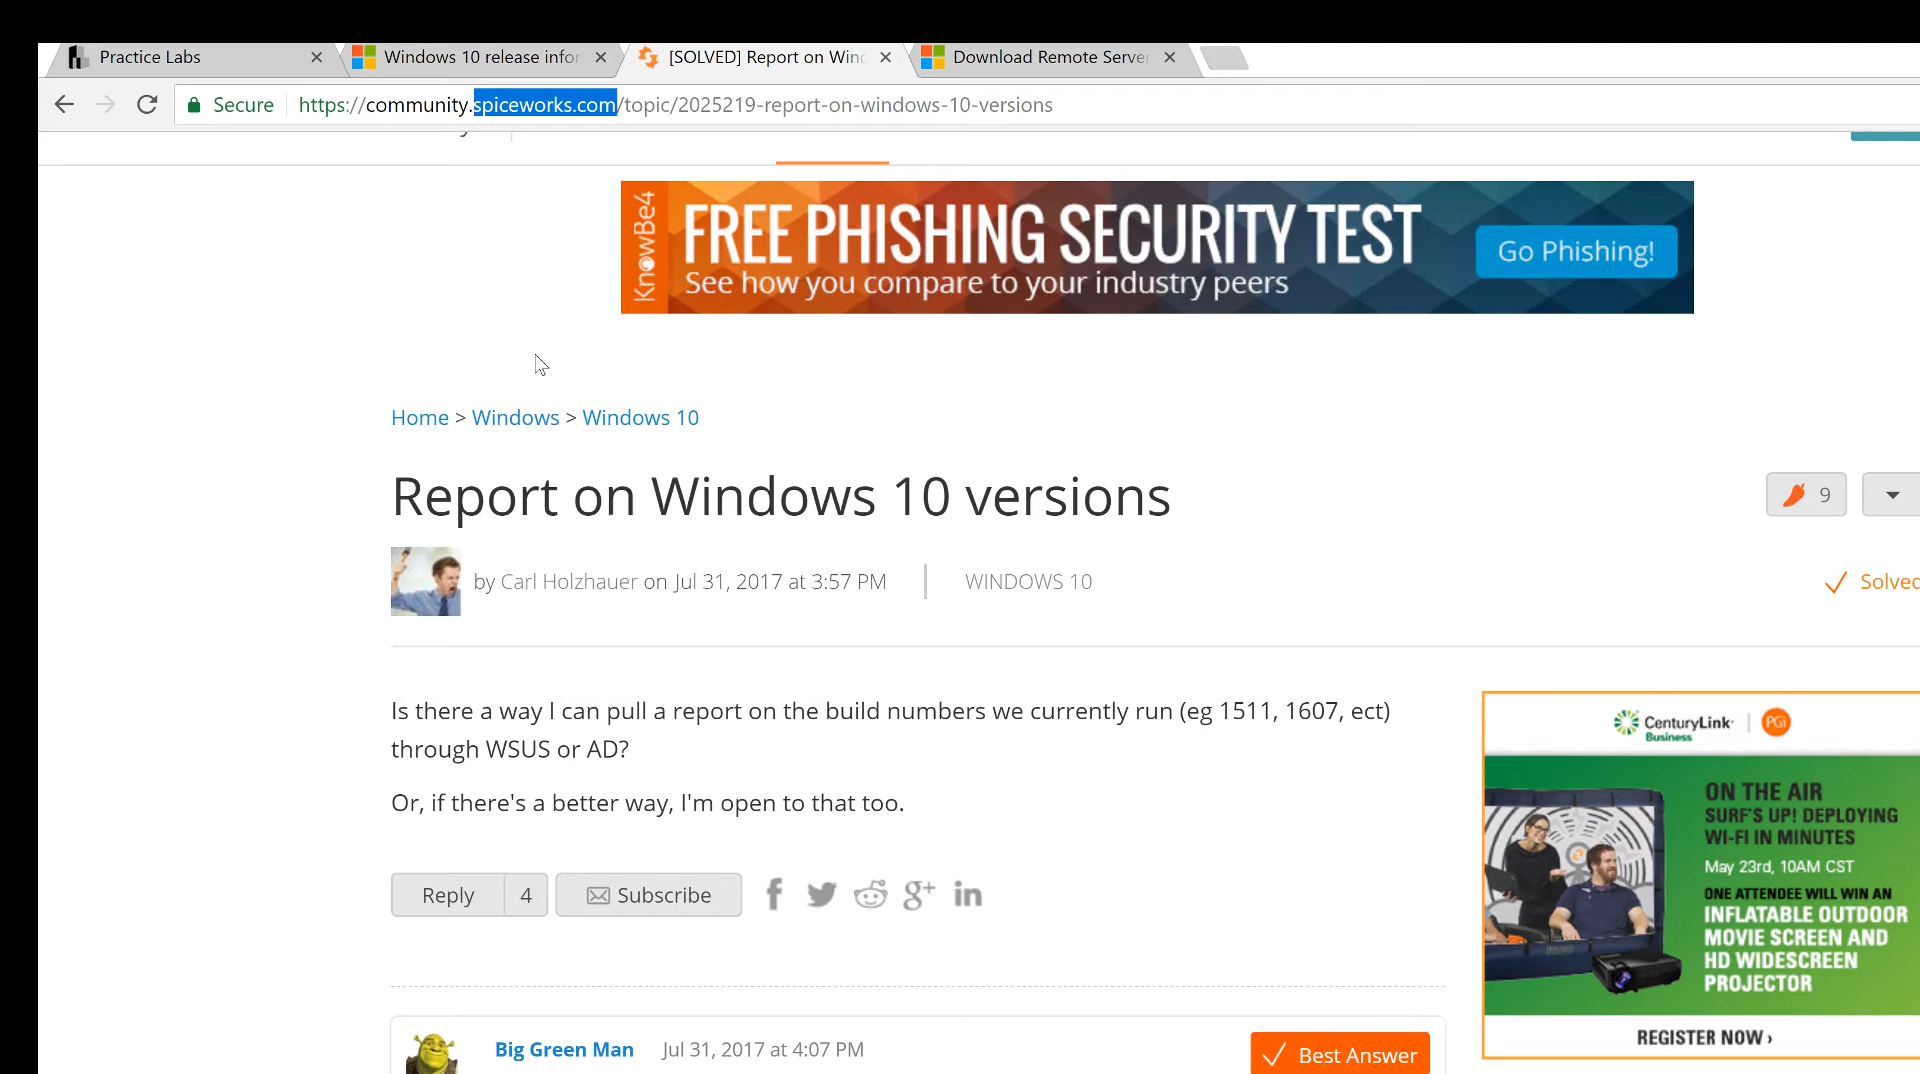 Practice Labs
Windows 10 release infor
[SOLVED] Report on Wind
Download Remote Server
Secure https://community.spiceworks.com/topic/2025219-report-on-windows-10-versions
KnowBe4
FREE PHISHING SECURITY TEST
See how you compare to your industry peers
Go Phishing!
Home > Windows > Windows 10
Report on Windows 10 versions
9
by Carl Holzhauer on Jul 31, 2017 at 3:57 PM
WINDOWS 10
Solved
Is there a way I can pull a report on the build numbers we currently run (eg 1511, 1607, ect)
through WSUS or AD?
Or, if there's a better way, I'm open to that too.
Reply 4
Subscribe
CenturyLink
Business
PGi
ON THE AIR
SURF'S UP! DEPLOYING
WI-FI IN MINUTES
May 23rd, 10AM CST
ONE ATTENDEE WILL WIN AN
INFLATABLE OUTDOOR
MOVIE SCREEN AND
HD WIDESCREEN
PROJECTOR
REGISTER NOW ›
Big Green Man Jul 31, 2017 at 4:07 PM
Best Answer